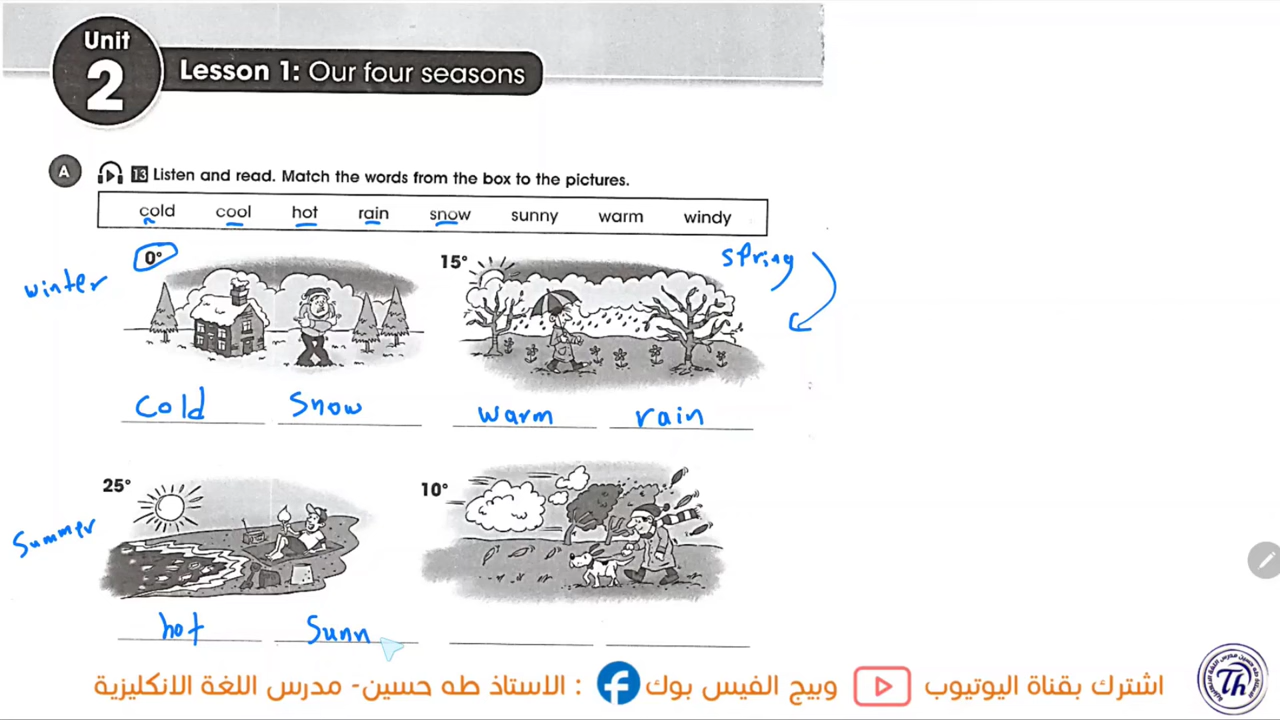 Unit
2
Lesson 1: Our four seasons
A
13 Listen and read. Match the words from the box to the pictures.
cold cool hot rain snow sunny warm windy
0°
15°
spring
winter
cold snow
warm rain
25°
10°
Summer
hot Sunn
اشترك بقناة اليوتيوب وبيج الفيس بوك : الاستاذ طه حسين- مدرس اللغة الانكليزية
Th